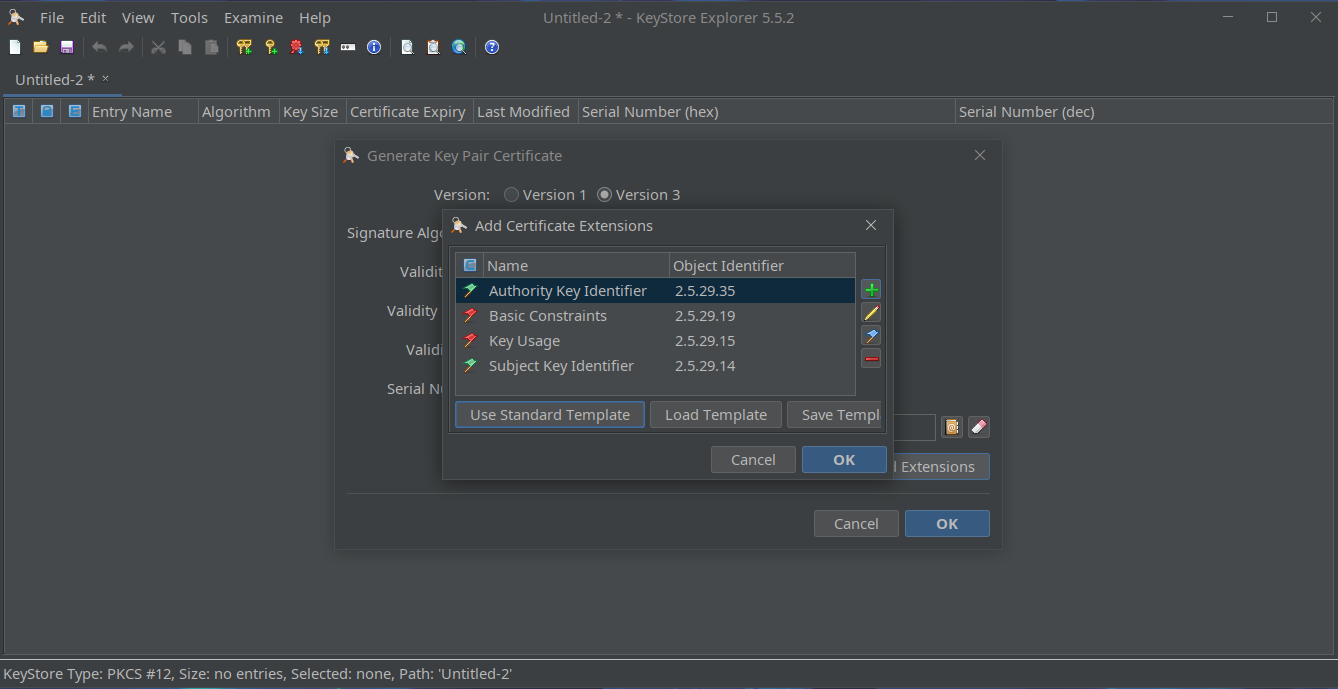 File Edit View Tools Examine Help
Untitled-2 * - KeyStore Explorer 5.5.2
Untitled-2 *
Entry Name Algorithm Key Size Certificate Expiry Last Modified Serial Number (hex) Serial Number (dec)
Generate Key Pair Certificate
Version: Version 1 Version 3
Signature Algo
Add Certificate Extensions
Validit
Name Object Identifier
Authority Key Identifier 2.5.29.35
Validity
Basic Constraints 2.5.29.19
Key Usage 2.5.29.15
Validi
Subject Key Identifier 2.5.29.14
Serial Nu
Use Standard Template Load Template Save Templ
Cancel OK
Extensions
Cancel OK
KeyStore Type: PKCS #12, Size: no entries, Selected: none, Path: 'Untitled-2'